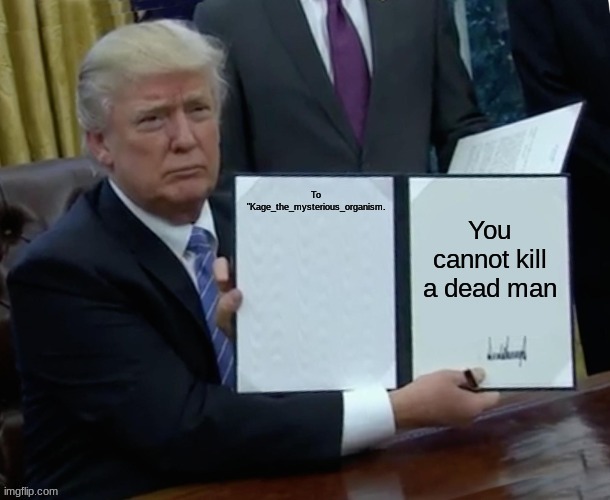 To
"Kage_the_mysterious_organism.
You
cannot kill
a dead man
imgflip.com